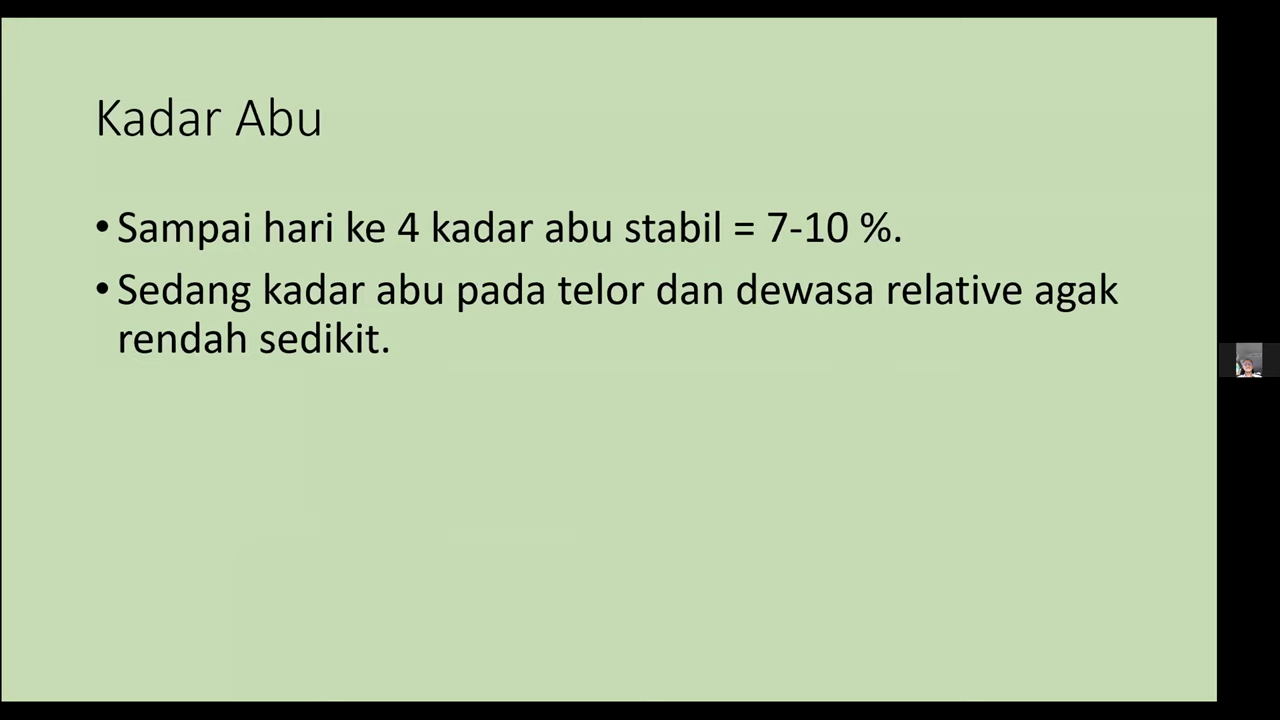 Kadar Abu
•Sampai hari ke 4 kadar abu stabil = 7-10 %.
•Sedang kadar abu pada telor dan dewasa relative agak
rendah sedikit.